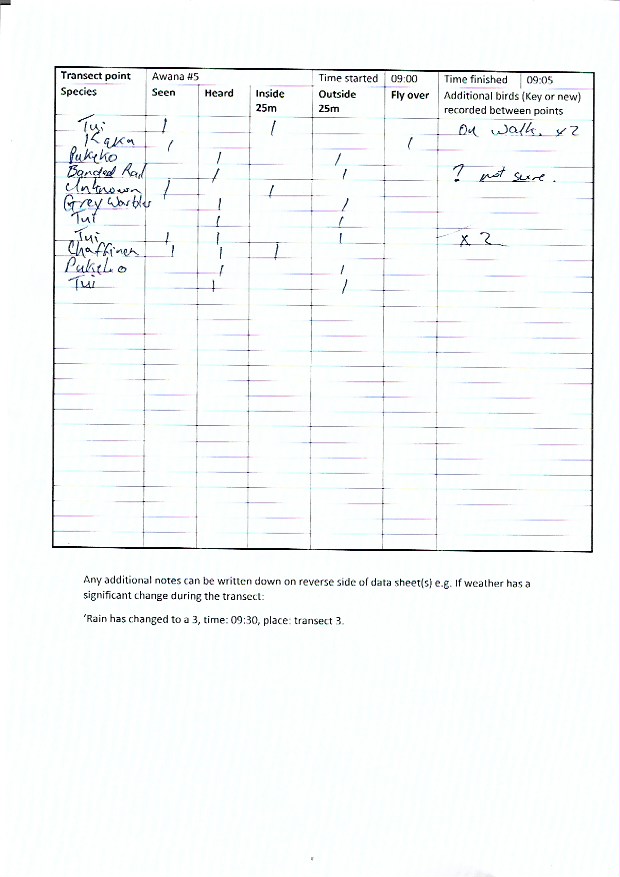 Transect point Awana #5 Time started 09:00 Time finished 09:05
Species Seen Heard Inside 25m Outside 25m Fly over Additional birds (Key or new) recorded between points
Tui / / On walk. x2
Kaka / /
Pukeko / /
Banded Rail / / ? not sure.
Unknown / /
Grey Warbler / /
Tui / /
Tui / / / x 2
Chaffinch / / /
Pukeko / /
Tui / /
Any additional notes can be written down on reverse side of data sheet(s) e.g. If weather has a
significant change during the transect:
'Rain has changed to a 3, time: 09:30, place: transect 3.